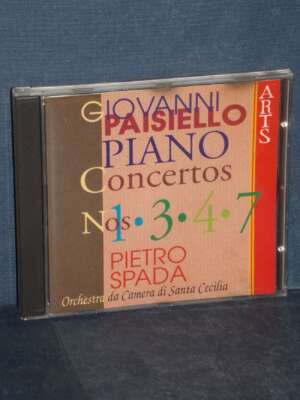 GIOVANNI
PAISIELLO
PIANO
Concertos
Nos 1•3•4•7
PIETRO
SPADA
Orchestra da Camera di Santa Cecilia
ARTS